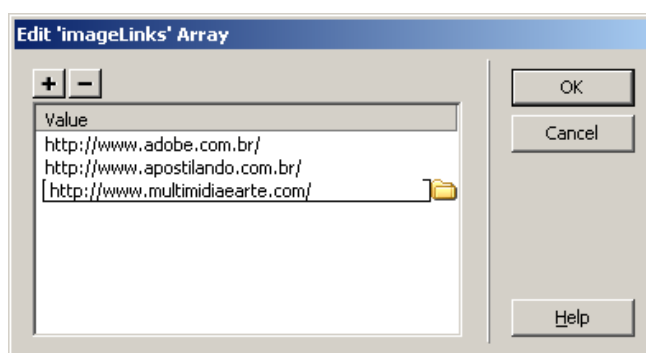 Edit 'imageLinks' Array
+ −
OK
Value
Cancel
http://www.adobe.com.br/
http://www.apostilando.com.br/
http://www.multimidiaearte.com/
Help